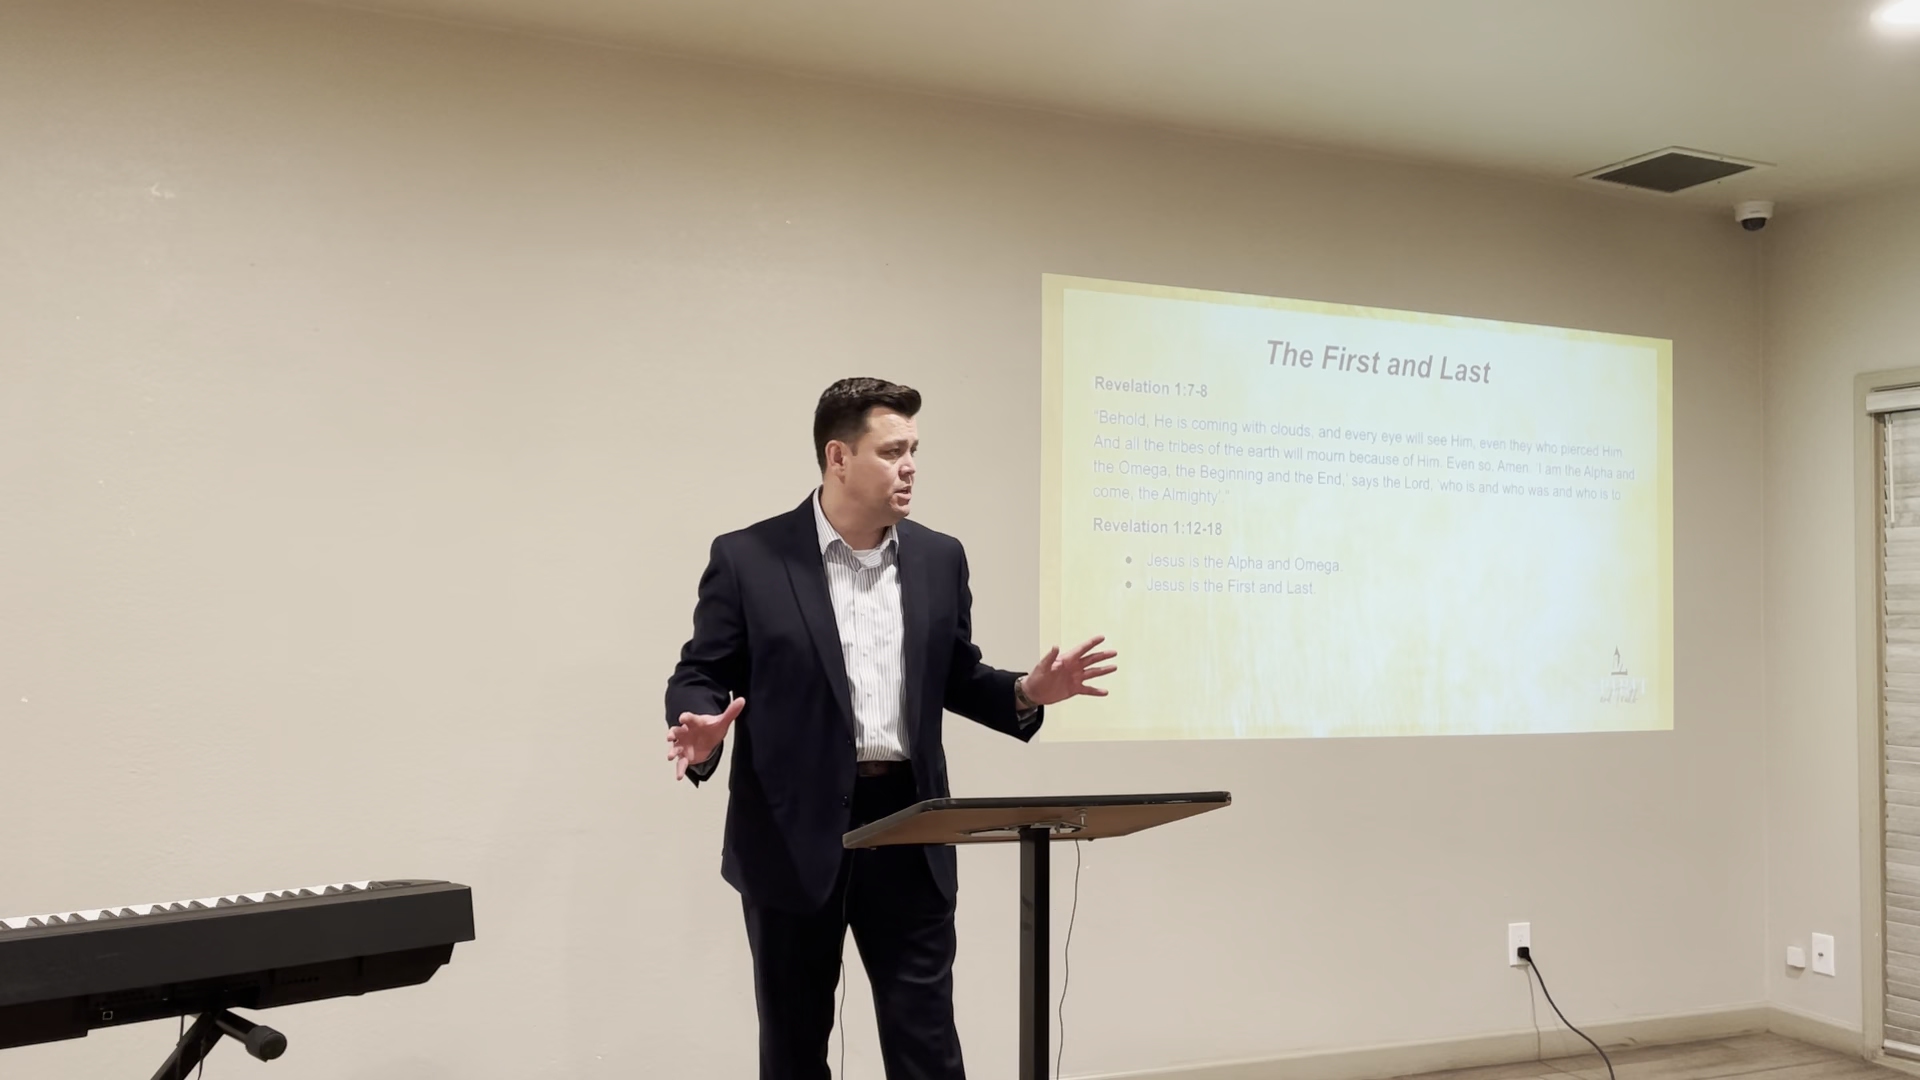 The First and Last
Revelation 1:7-8
"Behold, He is coming with clouds, and every eye will see Him, even they who pierced Him.
And all the tribes of the earth will mourn because of Him. Even so, Amen. 'I am the Alpha and
the Omega, the Beginning and the End,' says the Lord, 'who is and who was and who is to
come, the Almighty'."
Revelation 1:12-18
• Jesus is the Alpha and Omega.
• Jesus is the First and Last.
and Truth